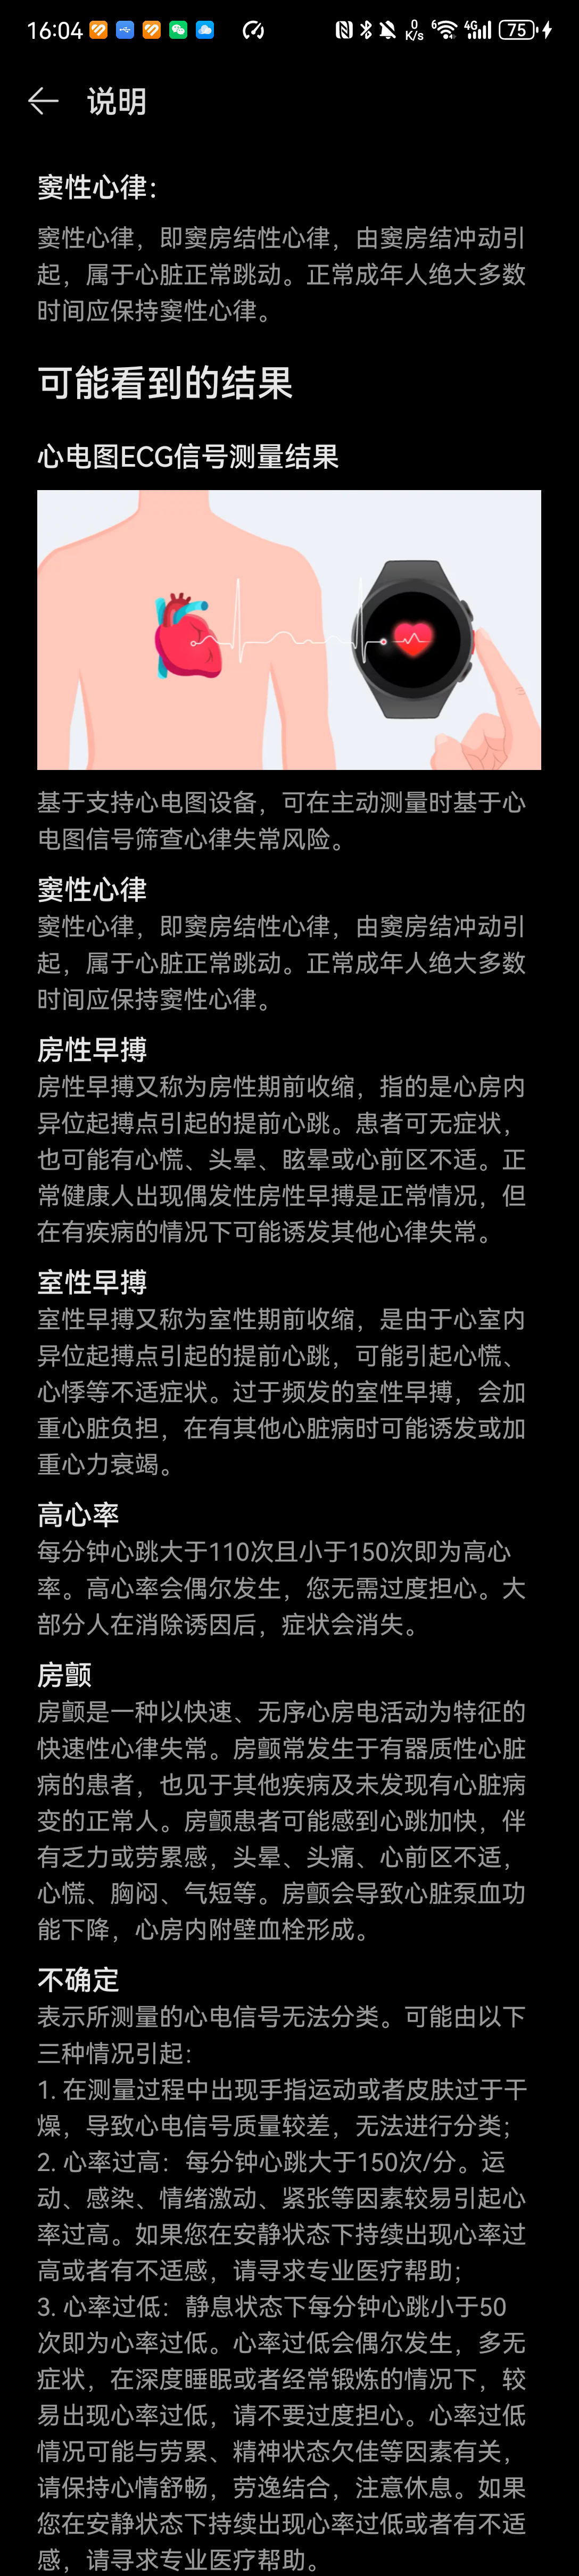 16:04
0
K/s
6
4G
75
说明
窦性心律：
窦性心律，即窦房结性心律，由窦房结冲动引
起，属于心脏正常跳动。正常成年人绝大多数
时间应保持窦性心律。
可能看到的结果
心电图ECG信号测量结果
基于支持心电图设备，可在主动测量时基于心
电图信号筛查心律失常风险。
窦性心律
窦性心律，即窦房结性心律，由窦房结冲动引
起，属于心脏正常跳动。正常成年人绝大多数
时间应保持窦性心律。
房性早搏
房性早搏又称为房性期前收缩，指的是心房内
异位起搏点引起的提前心跳。患者可无症状，
也可能有心慌、头晕、眩晕或心前区不适。正
常健康人出现偶发性房性早搏是正常情况，但
在有疾病的情况下可能诱发其他心律失常。
室性早搏
室性早搏又称为室性期前收缩，是由于心室内
异位起搏点引起的提前心跳，可能引起心慌、
心悸等不适症状。过于频发的室性早搏，会加
重心脏负担，在有其他心脏病时可能诱发或加
重心力衰竭。
高心率
每分钟心跳大于110次且小于150次即为高心
率。高心率会偶尔发生，您无需过度担心。大
部分人在消除诱因后，症状会消失。
房颤
房颤是一种以快速、无序心房电活动为特征的
快速性心律失常。房颤常发生于有器质性心脏
病的患者，也见于其他疾病及未发现有心脏病
变的正常人。房颤患者可能感到心跳加快，伴
有乏力或劳累感，头晕、头痛、心前区不适，
心慌、胸闷、气短等。房颤会导致心脏泵血功
能下降，心房内附壁血栓形成。
不确定
表示所测量的心电信号无法分类。可能由以下
三种情况引起：
1. 在测量过程中出现手指运动或者皮肤过于干
燥，导致心电信号质量较差，无法进行分类；
2. 心率过高：每分钟心跳大于150次/分。运
动、感染、情绪激动、紧张等因素较易引起心
率过高。如果您在安静状态下持续出现心率过
高或者有不适感，请寻求专业医疗帮助；
3. 心率过低：静息状态下每分钟心跳小于50
次即为心率过低。心率过低会偶尔发生，多无
症状，在深度睡眠或者经常锻炼的情况下，较
易出现心率过低，请不要过度担心。心率过低
情况可能与劳累、精神状态欠佳等因素有关，
请保持心情舒畅，劳逸结合，注意休息。如果
您在安静状态下持续出现心率过低或者有不适
感，请寻求专业医疗帮助。